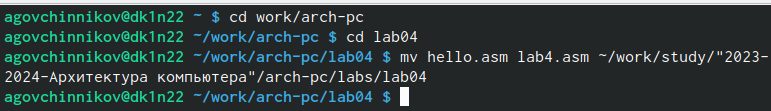 agovchinnikov@dk1n22 ~ $ cd work/arch-pc
agovchinnikov@dk1n22 ~/work/arch-pc $ cd lab04
agovchinnikov@dk1n22 ~/work/arch-pc/lab04 $ mv hello.asm lab4.asm ~/work/study/"2023-
2024-Архитектура компьютера"/arch-pc/labs/lab04
agovchinnikov@dk1n22 ~/work/arch-pc/lab04 $